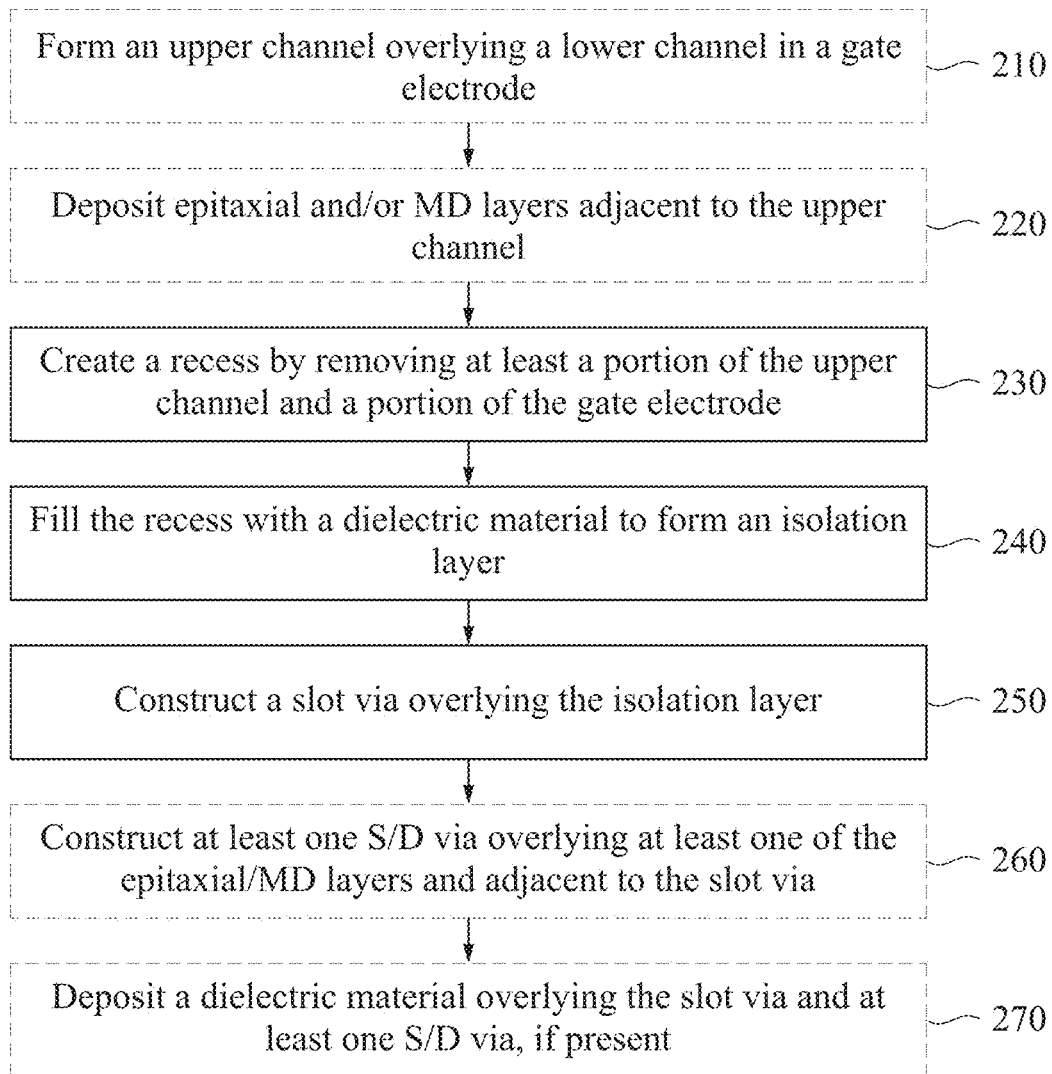 Form an upper channel overlying a lower channel in a gate
electrode
210
Deposit epitaxial and/or MD layers adjacent to the upper
channel
220
Create a recess by removing at least a portion of the upper
channel and a portion of the gate electrode
230
Fill the recess with a dielectric material to form an isolation
layer
240
Construct a slot via overlying the isolation layer
250
Construct at least one S/D via overlying at least one of the
epitaxial/MD layers and adjacent to the slot via
260
Deposit a dielectric material overlying the slot via and at
least one S/D via, if present
270